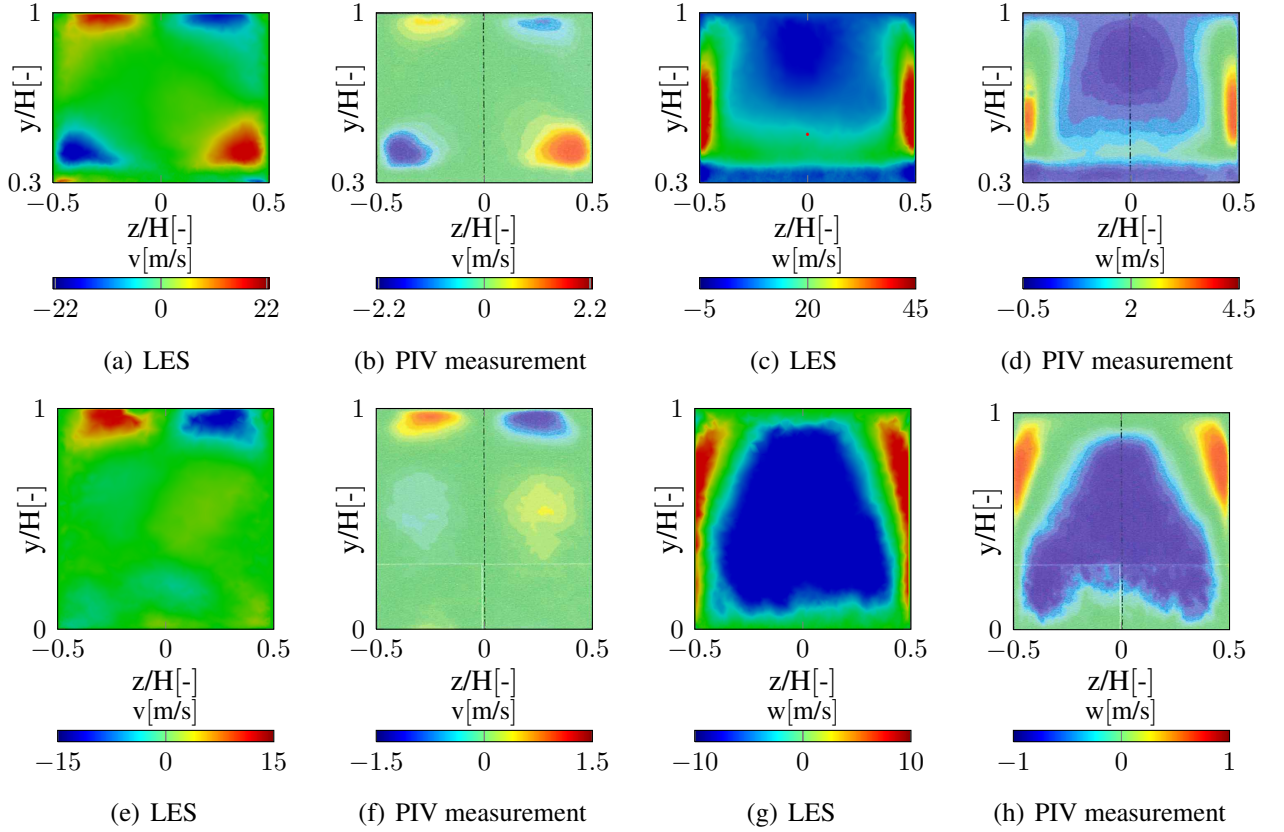 1 1 1 1
y/H[-] y/H[-] y/H[-] y/H[-]
0.3 0.3 0.3 0.3
−0.5 0 0.5 −0.5 0 0.5 −0.5 0 0.5 −0.5 0 0.5
z/H[-] z/H[-] z/H[-] z/H[-]
v[m/s] v[m/s] w[m/s] w[m/s]
−22 0 22 −2.2 0 2.2 −5 20 45 −0.5 2 4.5
(a) LES (b) PIV measurement (c) LES (d) PIV measurement
1 1 1 1
y/H[-] y/H[-] y/H[-] y/H[-]
0 0 0 0
−0.5 0 0.5 −0.5 0 0.5 −0.5 0 0.5 −0.5 0 0.5
z/H[-] z/H[-] z/H[-] z/H[-]
v[m/s] v[m/s] w[m/s] w[m/s]
−15 0 15 −1.5 0 1.5 −10 0 10 −1 0 1
(e) LES (f) PIV measurement (g) LES (h) PIV measurement